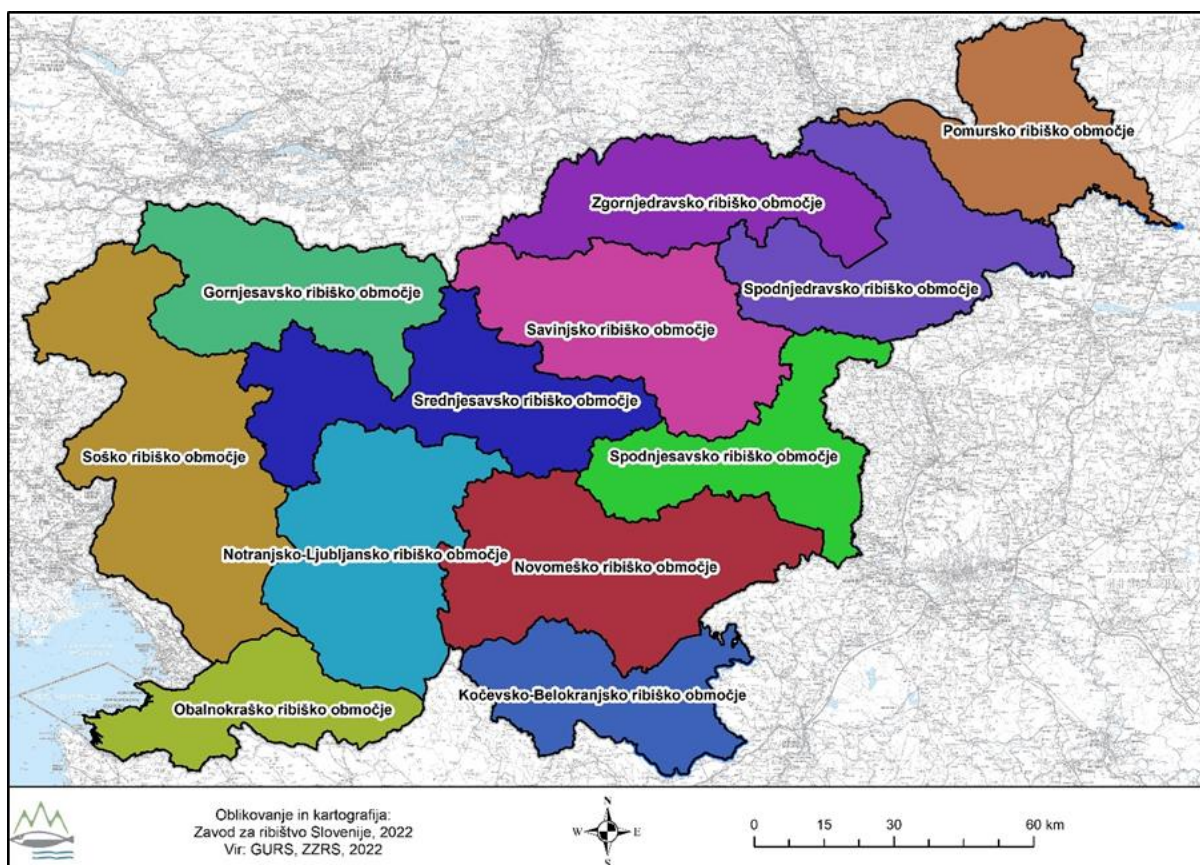 Pomursko ribiško območje
Zgornjedravsko ribiško območje
Spodnjedravsko ribiško območje
Gornjesavsko ribiško območje
Savinjsko ribiško območje
Srednjesavsko ribiško območje
Soško ribiško območje
Spodnjesavsko ribiško območje
Notranjsko-Ljubljansko ribiško območje
Novomeško ribiško območje
Kočevsko-Belokranjsko ribiško območje
Obalnokraško ribiško območje
Oblikovanje in kartografija:
Zavod za ribištvo Slovenije, 2022
Vir: GURS, ZZRS, 2022
N
W E
S
0 15 30 60 km